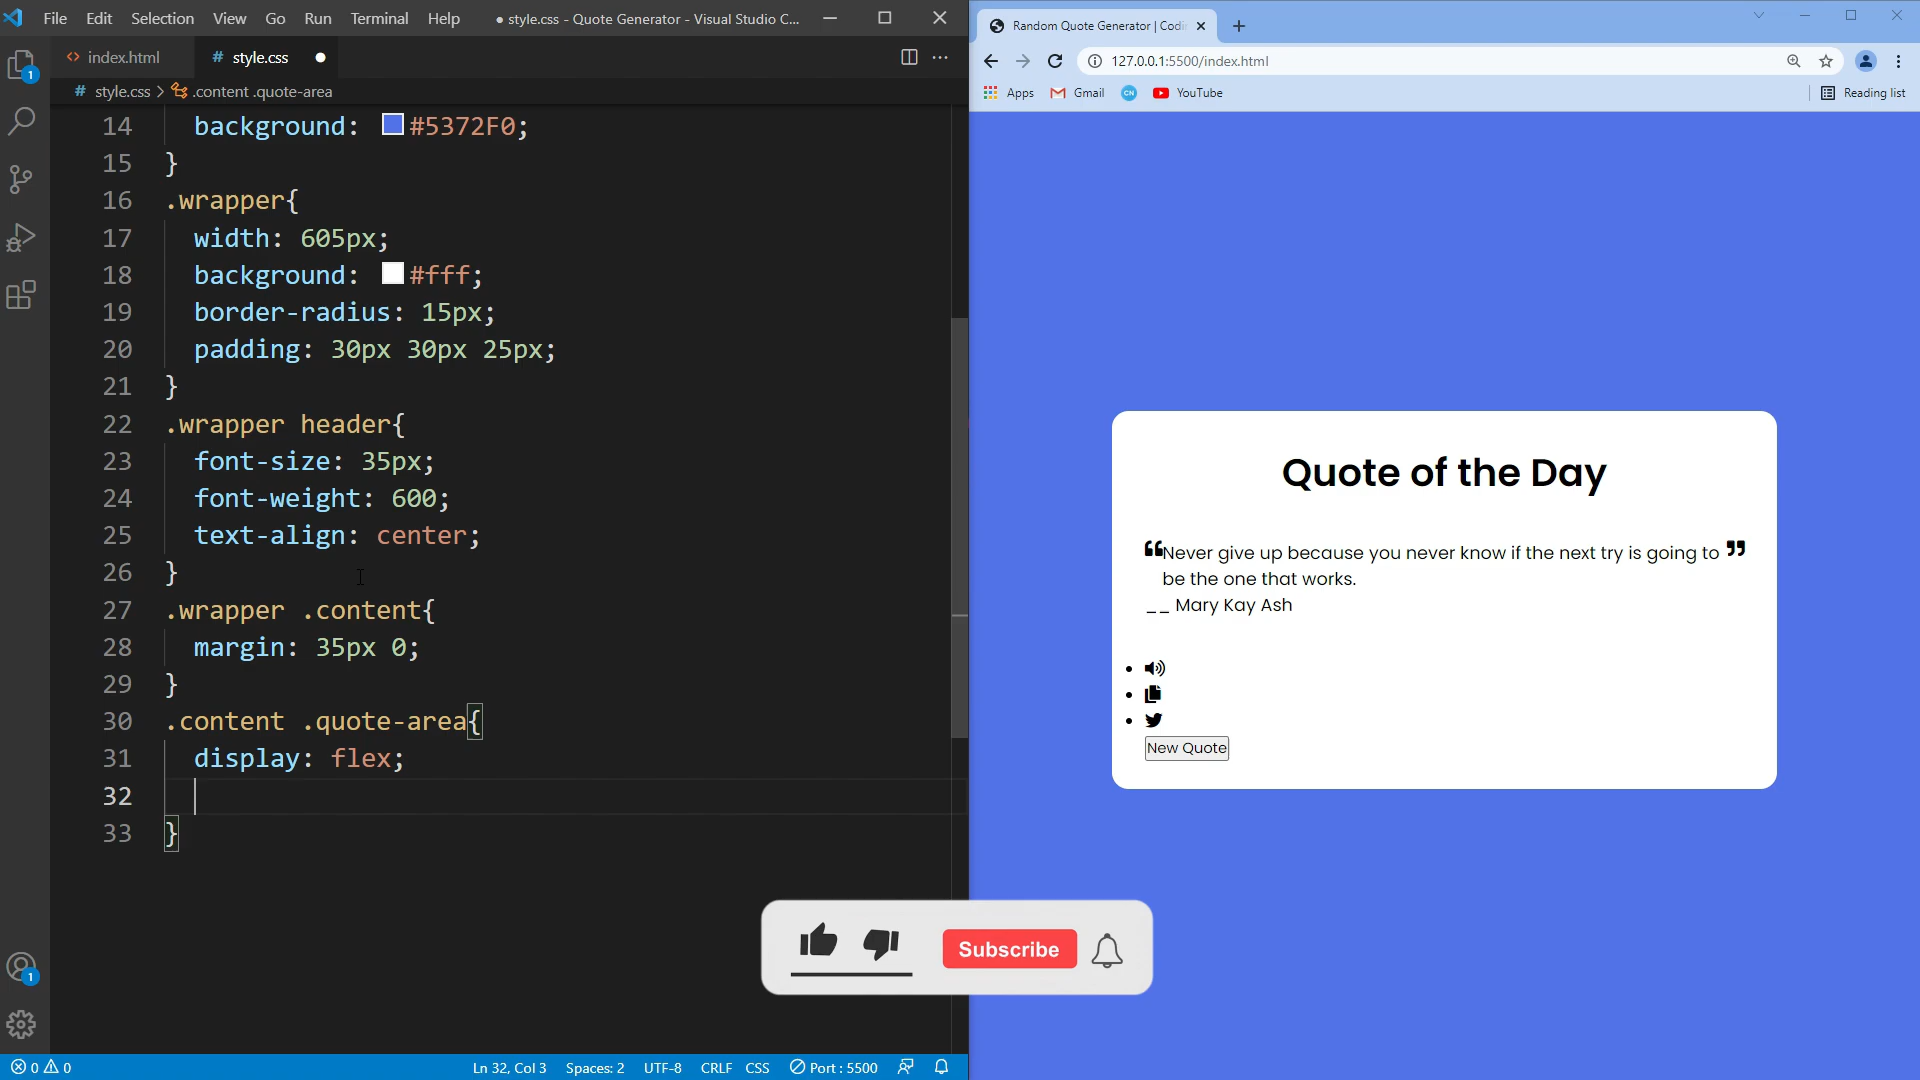 File Edit Selection View Go Run Terminal Help ● style.css - Quote Generator - Visual Studio C...
index.html
# style.css ●
# style.css > .content .quote-area
14 background: #5372F0;
15 }
16 .wrapper{
17 width: 605px;
18 background: #fff;
19 border-radius: 15px;
20 padding: 30px 30px 25px;
21 }
22 .wrapper header{
23 font-size: 35px;
24 font-weight: 600;
25 text-align: center;
26 }
27 .wrapper .content{
28 margin: 35px 0;
29 }
30 .content .quote-area{
31 display: flex;
32
33 }
1
1
0 0
Ln 32, Col 3 Spaces: 2 UTF-8 CRLF CSS Port : 5500
Random Quote Generator | Codi
127.0.0.1:5500/index.html
Apps Gmail CN YouTube Reading list
Quote of the Day
❝Never give up because you never know if the next try is going to ❞
be the one that works.
__ Mary Kay Ash
New Quote
Subscribe